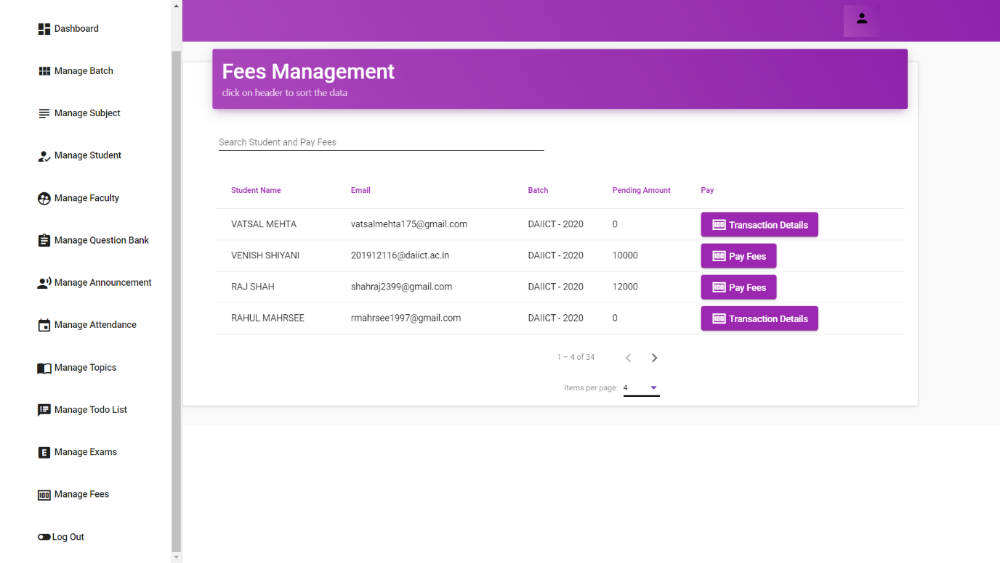 Dashboard
Manage Batch
Manage Subject
Manage Student
Manage Faculty
Manage Question Bank
Manage Announcement
Manage Attendance
Manage Topics
Manage Todo List
E Manage Exams
100 Manage Fees
Log Out
Fees Management
click on header to sort the data
Search Student and Pay Fees
Student Name Email Batch Pending Amount Pay
VATSAL MEHTA vatsalmehta175@gmail.com DAIICT - 2020 0 100 Transaction Details
VENISH SHIYANI 201912116@daiict.ac.in DAIICT - 2020 10000 100 Pay Fees
RAJ SHAH shahraj2399@gmail.com DAIICT - 2020 12000 100 Pay Fees
RAHUL MAHRSEE rmahrsee1997@gmail.com DAIICT - 2020 0 100 Transaction Details
1 – 4 of 34
Items per page: 4